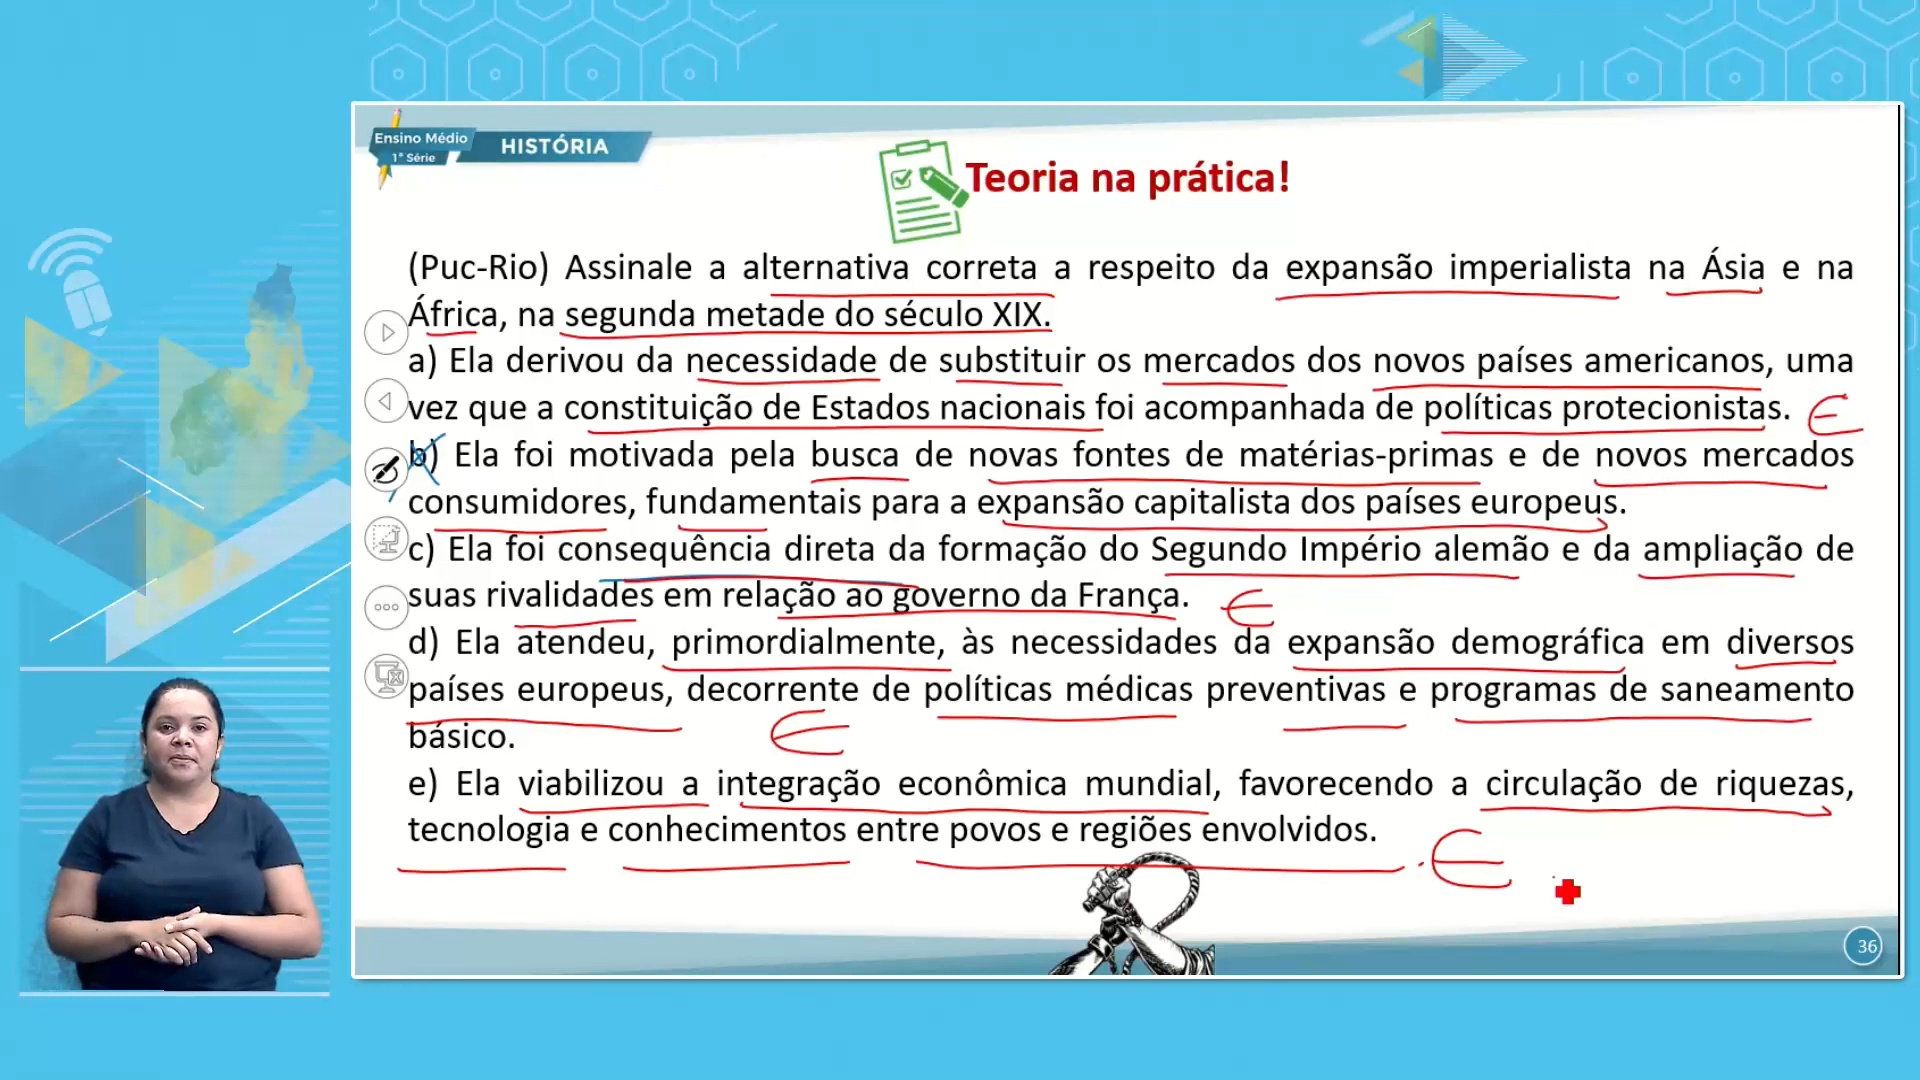 Ensino Médio
1ª Série
HISTÓRIA
Teoria na prática!
(Puc-Rio) Assinale a alternativa correta a respeito da expansão imperialista na Ásia e na
África, na segunda metade do século XIX.
a) Ela derivou da necessidade de substituir os mercados dos novos países americanos, uma
vez que a constituição de Estados nacionais foi acompanhada de políticas protecionistas. E
b) Ela foi motivada pela busca de novas fontes de matérias-primas e de novos mercados
consumidores, fundamentais para a expansão capitalista dos países europeus.
c) Ela foi consequência direta da formação do Segundo Império alemão e da ampliação de
suas rivalidades em relação ao governo da França. E
d) Ela atendeu, primordialmente, às necessidades da expansão demográfica em diversos
países europeus, decorrente de políticas médicas preventivas e programas de saneamento
básico. E
e) Ela viabilizou a integração econômica mundial, favorecendo a circulação de riquezas,
tecnologia e conhecimentos entre povos e regiões envolvidos. E
36